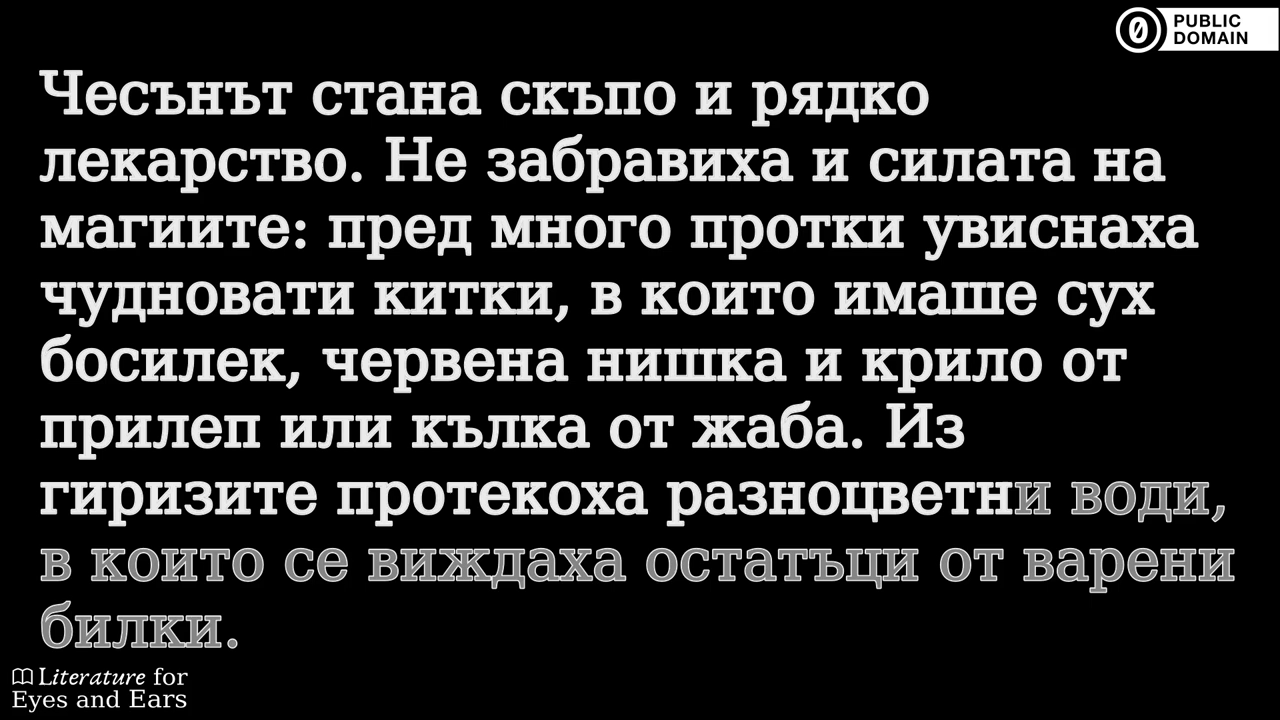 PUBLIC
DOMAIN
Чесънът стана скъпо и рядко
лекарство. Не забравиха и силата на
магиите: пред много протки увиснаха
чудновати китки, в които имаше сух
босилек, червена нишка и крило от
прилеп или кълка от жаба. Из
гиризите протекоха разноцветни води,
в които се виждаха остатъци от варени
билки.
Literature for
Eyes and Ears